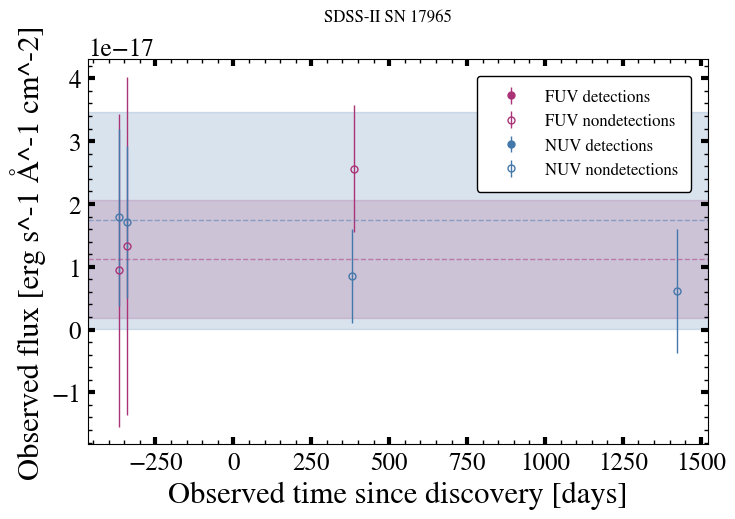 SDSS-II SN 17965
1e−17
Observed flux [erg s^-1 Å^-1 cm^-2]
4
3
2
1
0
−1
FUV detections
FUV nondetections
NUV detections
NUV nondetections
−250 0 250 500 750 1000 1250 1500
Observed time since discovery [days]